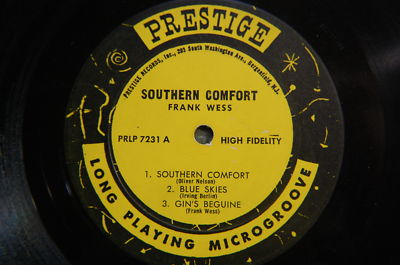 PRESTIGE
PRESTIGE RECORDS, INC., 203 South Washington Ave., Bergenfield, N.J.
SOUTHERN COMFORT
FRANK WESS
PRLP 7231 A HIGH FIDELITY
1. SOUTHERN COMFORT
(Oliver Nelson)
2. BLUE SKIES
(Irving Berlin)
3. GIN'S BEGUINE
(Frank Wess)
LONG PLAYING MICROGROOVE